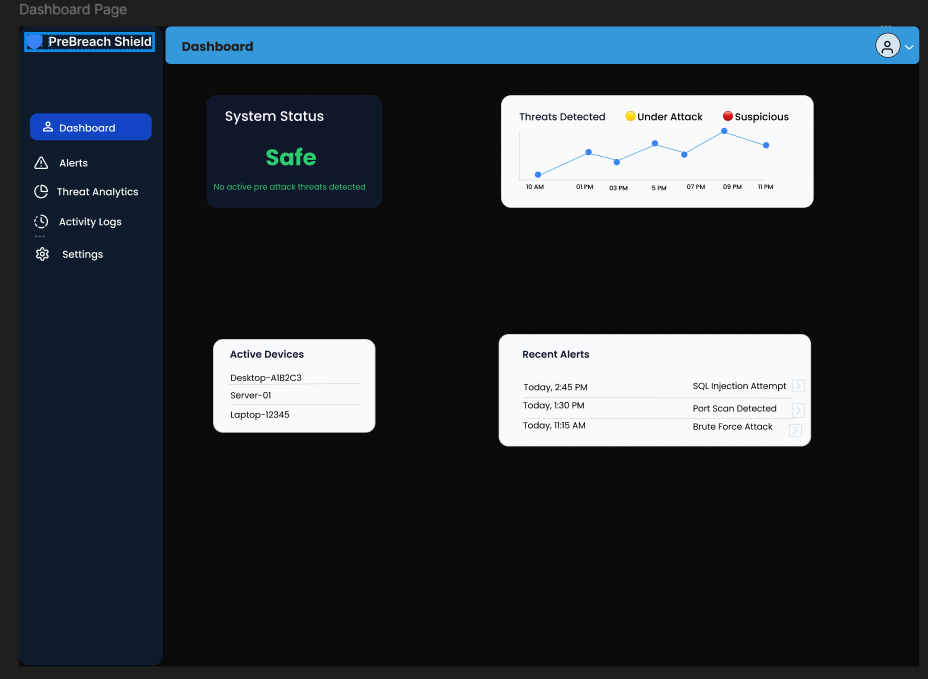 Dashboard Page
PreBreach Shield
Dashboard
Dashboard
Alerts
Threat Analytics
Activity Logs
Settings
System Status
Safe
No active pre attack threats detected
Threats Detected Under Attack Suspicious
10 AM 01 PM 03 PM 5 PM 07 PM 09 PM 11 PM
Active Devices
Desktop-A1B2C3
Server-01
Laptop-12345
Recent Alerts
Today, 2:45 PM SQL Injection Attempt
Today, 1:30 PM Port Scan Detected
Today, 11:15 AM Brute Force Attack